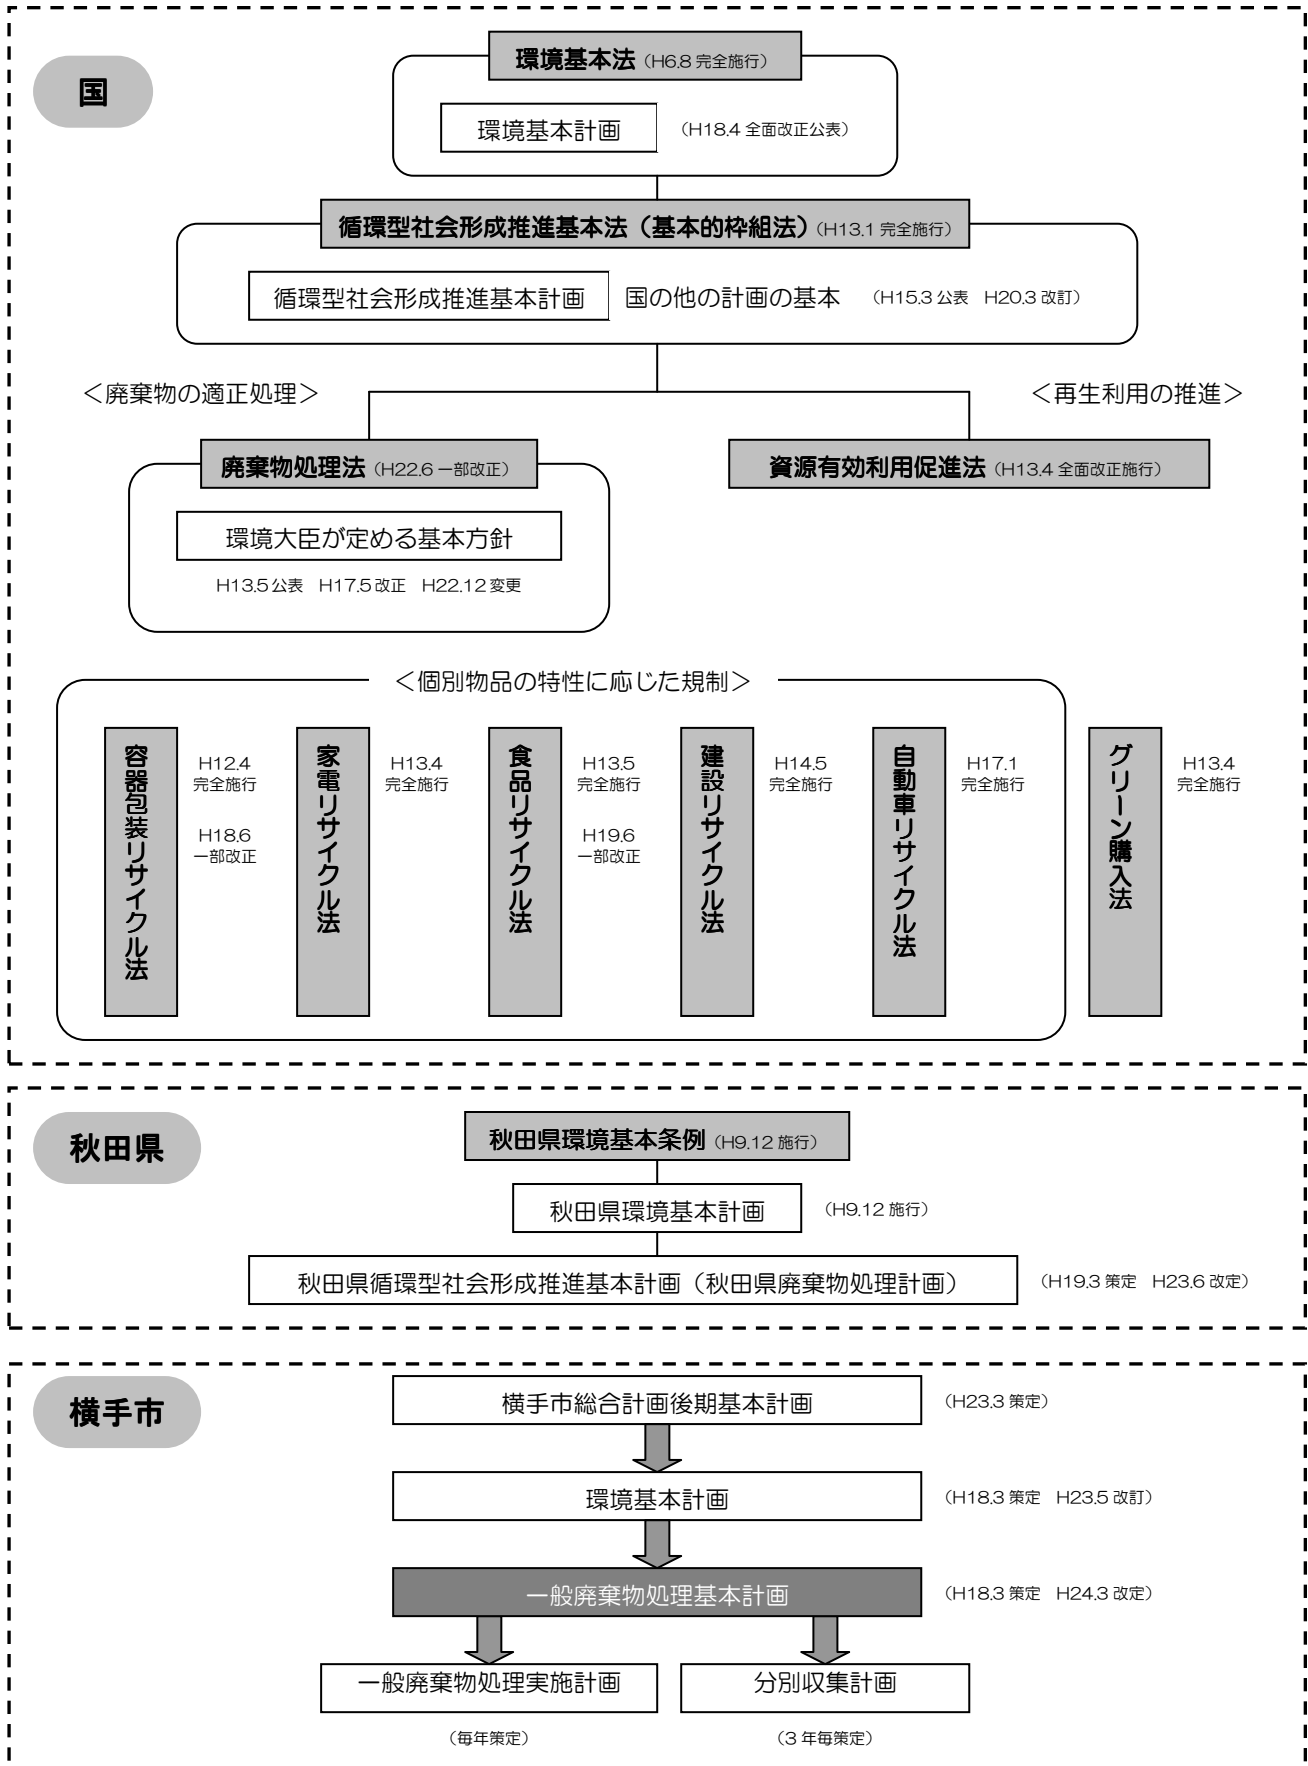 国
環境基本法（H6.8 完全施行）
環境基本計画　（H18.4 全面改正公表）
循環型社会形成推進基本法（基本的枠組法）（H13.1 完全施行）
循環型社会形成推進基本計画　国の他の計画の基本　（H15.3 公表　H20.3 改訂）
＜廃棄物の適正処理＞　＜再生利用の推進＞
廃棄物処理法（H22.6 一部改正）
資源有効利用促進法（H13.4 全面改正施行）
環境大臣が定める基本方針
H13.5 公表　H17.5 改正　H22.12 変更
＜個別物品の特性に応じた規制＞
容器包装リサイクル法
H12.4
完全施行
H18.6
一部改正
家電リサイクル法
H13.4
完全施行
食品リサイクル法
H13.5
完全施行
H19.6
一部改正
建設リサイクル法
H14.5
完全施行
自動車リサイクル法
H17.1
完全施行
グリーン購入法
H13.4
完全施行
秋田県
秋田県環境基本条例（H9.12 施行）
秋田県環境基本計画　（H9.12 施行）
秋田県循環型社会形成推進基本計画（秋田県廃棄物処理計画）　（H19.3 策定　H23.6 改定）
横手市
横手市総合計画後期基本計画　（H23.3 策定）
環境基本計画　（H18.3 策定　H23.5 改訂）
一般廃棄物処理基本計画　（H18.3 策定　H24.3 改定）
一般廃棄物処理実施計画　分別収集計画
（毎年策定）　（3 年毎策定）